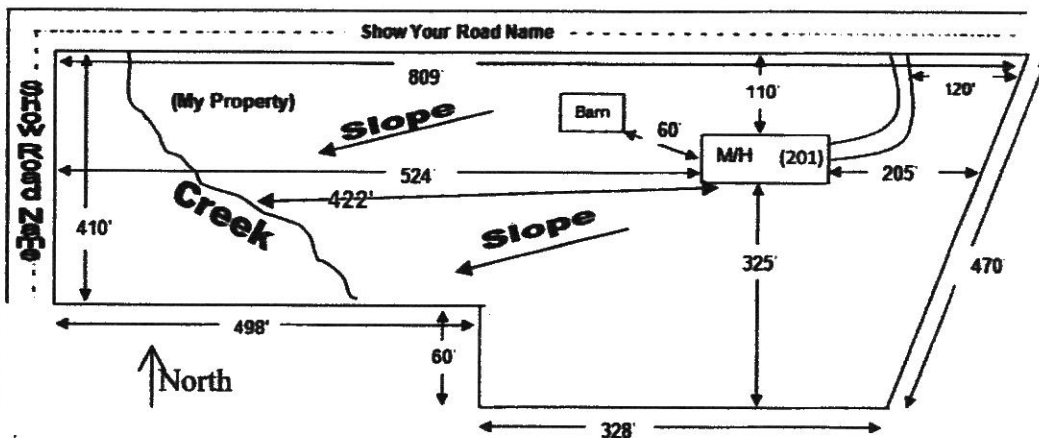 Show Your Road Name
809'
110'
120'
(My Property)
Slope
Barn
60'
M/H (201)
Show Road Name
524'
205'
422'
Creek
410'
Slope
325'
470'
498'
60'
North
328'